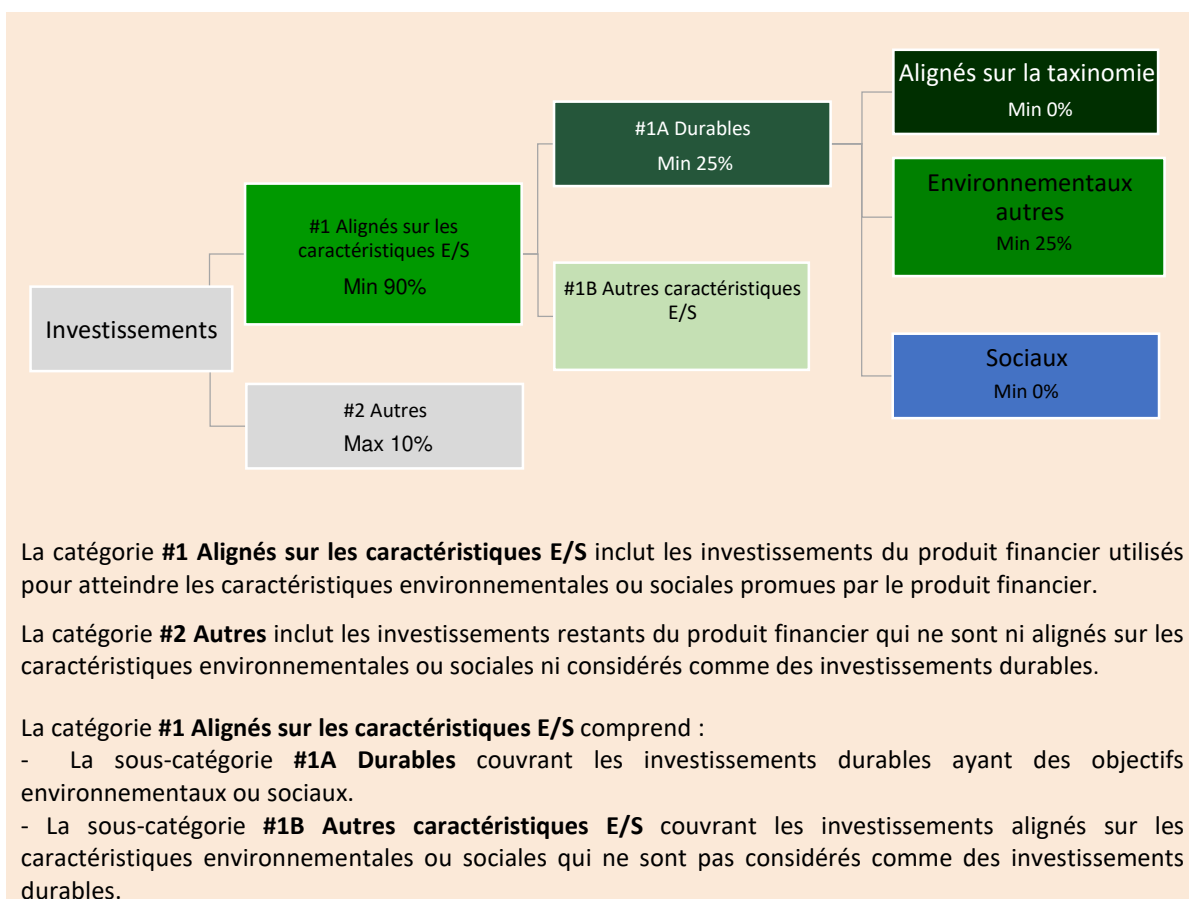 Alignés sur la taxinomie
Min 0%
#1A Durables
Min 25%
Environnementaux
autres
Min 25%
#1 Alignés sur les
caractéristiques E/S
Min 90%
#1B Autres caractéristiques
E/S
Investissements
Sociaux
Min 0%
#2 Autres
Max 10%
La catégorie #1 Alignés sur les caractéristiques E/S inclut les investissements du produit financier utilisés
pour atteindre les caractéristiques environnementales ou sociales promues par le produit financier.
La catégorie #2 Autres inclut les investissements restants du produit financier qui ne sont ni alignés sur les
caractéristiques environnementales ou sociales ni considérés comme des investissements durables.
La catégorie #1 Alignés sur les caractéristiques E/S comprend :
- La sous-catégorie #1A Durables couvrant les investissements durables ayant des objectifs
environnementaux ou sociaux.
- La sous-catégorie #1B Autres caractéristiques E/S couvrant les investissements alignés sur les
caractéristiques environnementales ou sociales qui ne sont pas considérés comme des investissements
durables.